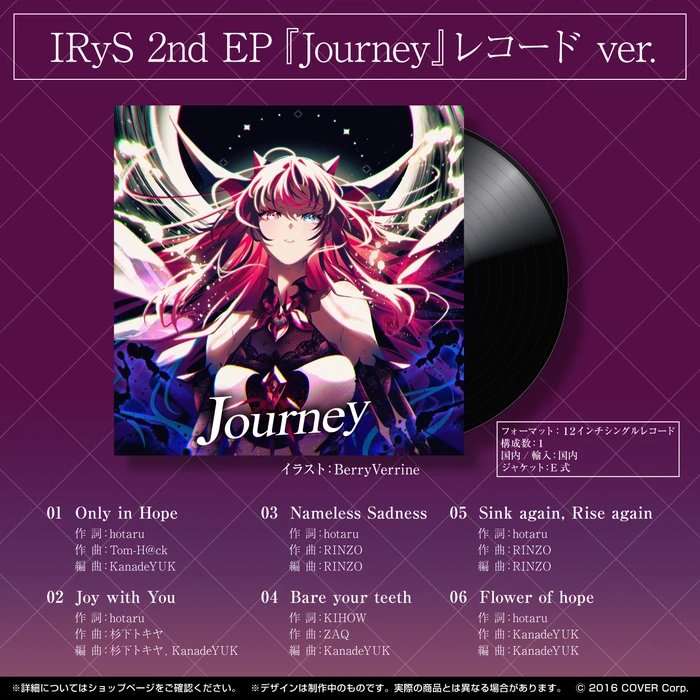 IRyS 2nd EP『Journey』レコード ver.
Journey
イラスト：BerryVerrine
フォーマット：12インチシングルレコード
構成数：1
国内 / 輸入：国内
ジャケット：E 式
01 Only in Hope
作 詞：hotaru
作 曲：Tom-H@ck
編 曲：KanadeYUK
02 Joy with You
作 詞：hotaru
作 曲：杉下トキヤ
編 曲：杉下トキヤ, KanadeYUK
03 Nameless Sadness
作 詞：hotaru
作 曲：RINZO
編 曲：RINZO
04 Bare your teeth
作 詞：KIHOW
作 曲：ZAQ
編 曲：KanadeYUK
05 Sink again, Rise again
作 詞：hotaru
作 曲：RINZO
編 曲：RINZO
06 Flower of hope
作 詞：hotaru
作 曲：KanadeYUK
編 曲：KanadeYUK
※詳細についてはショップページをご確認ください。 ※デザインは制作中のものです。実際の商品とは異なる場合があります。 © 2016 COVER Corp.